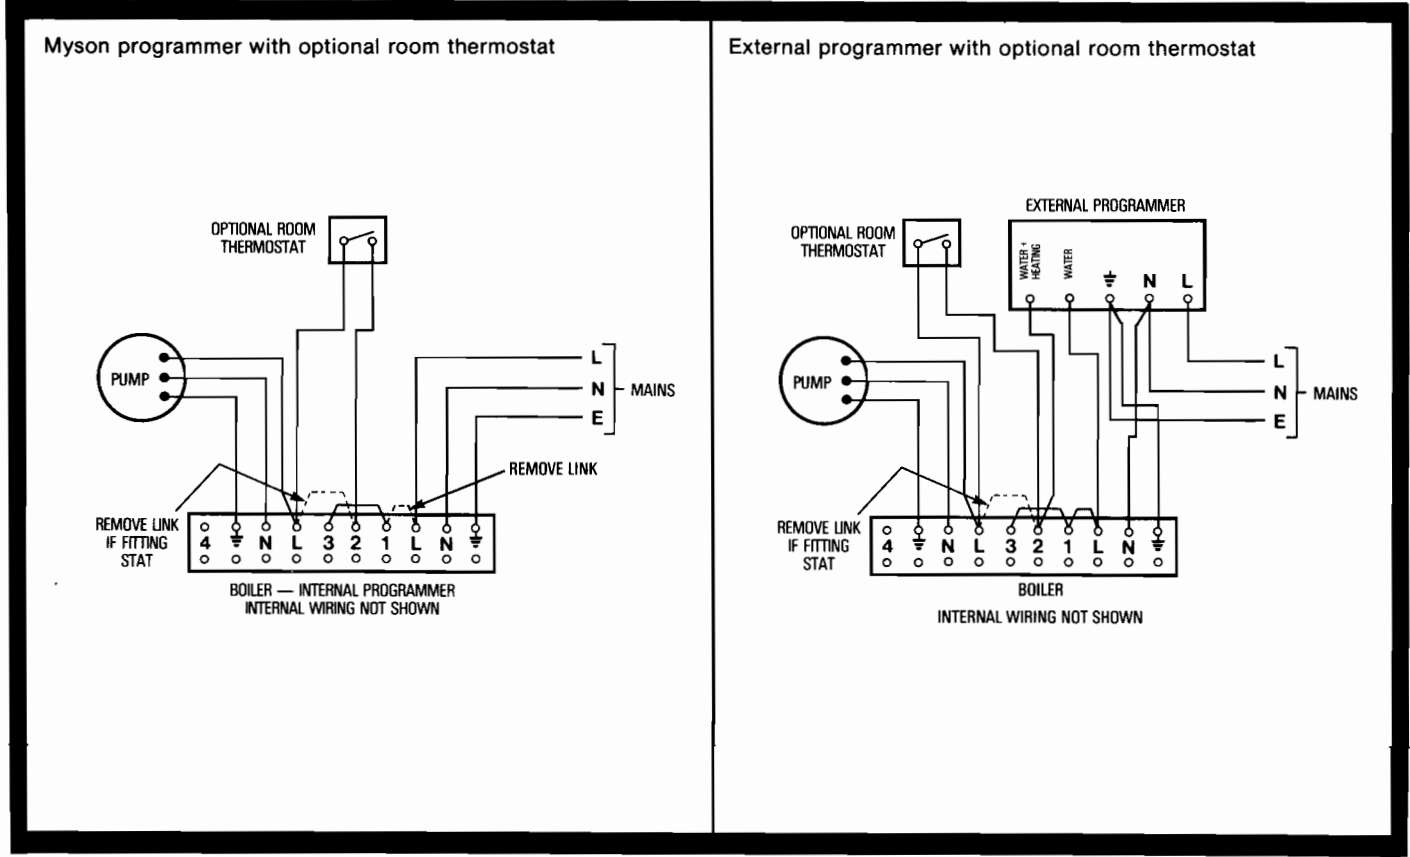 Myson programmer with optional room thermostat
OPTIONAL ROOM
THERMOSTAT
PUMP
L
N
E
MAINS
REMOVE LINK
REMOVE LINK
IF FITTING
STAT
4 ⏚ N L 3 2 1 L N ⏚
BOILER — INTERNAL PROGRAMMER
INTERNAL WIRING NOT SHOWN
External programmer with optional room thermostat
EXTERNAL PROGRAMMER
OPTIONAL ROOM
THERMOSTAT
WATER +
HEATING
WATER
⏚ N L
PUMP
L
N
E
MAINS
REMOVE LINK
IF FITTING
STAT
4 ⏚ N L 3 2 1 L N ⏚
BOILER
INTERNAL WIRING NOT SHOWN